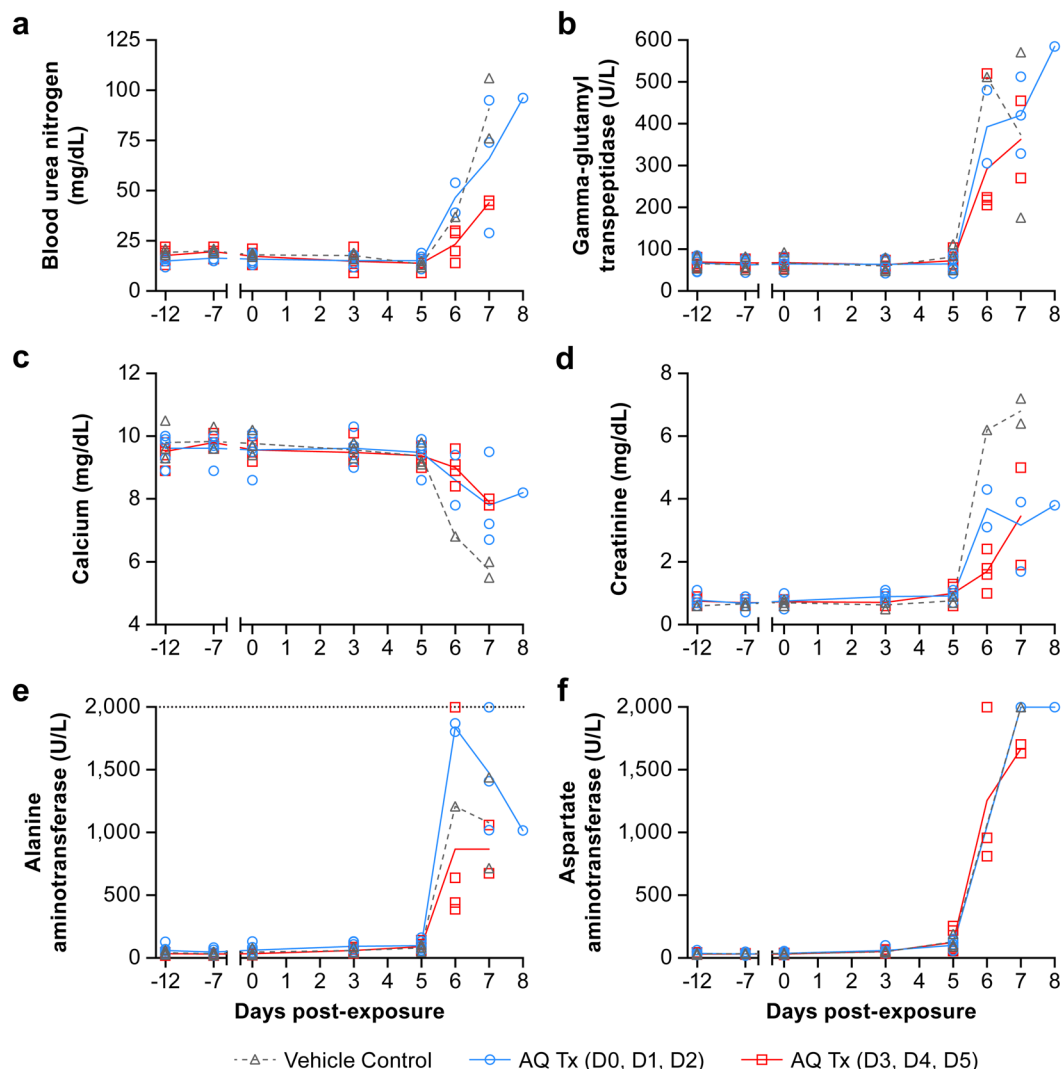 a
Blood urea nitrogen
(mg/dL)
125
100
75
50
25
0
-12 -7 0 1 2 3 4 5 6 7 8
b
Gamma-glutamyl
transpeptidase (U/L)
600
500
400
300
200
100
0
-12 -7 0 1 2 3 4 5 6 7 8
c
Calcium (mg/dL)
12
10
8
6
4
-12 -7 0 1 2 3 4 5 6 7 8
d
Creatinine (mg/dL)
8
6
4
2
0
-12 -7 0 1 2 3 4 5 6 7 8
e
Alanine
aminotransferase (U/L)
2,000
1,500
1,000
500
0
-12 -7 0 1 2 3 4 5 6 7 8
Days post-exposure
f
Aspartate
aminotransferase (U/L)
2,000
1,500
1,000
500
0
-12 -7 0 1 2 3 4 5 6 7 8
Days post-exposure
Vehicle Control AQ Tx (D0, D1, D2) AQ Tx (D3, D4, D5)